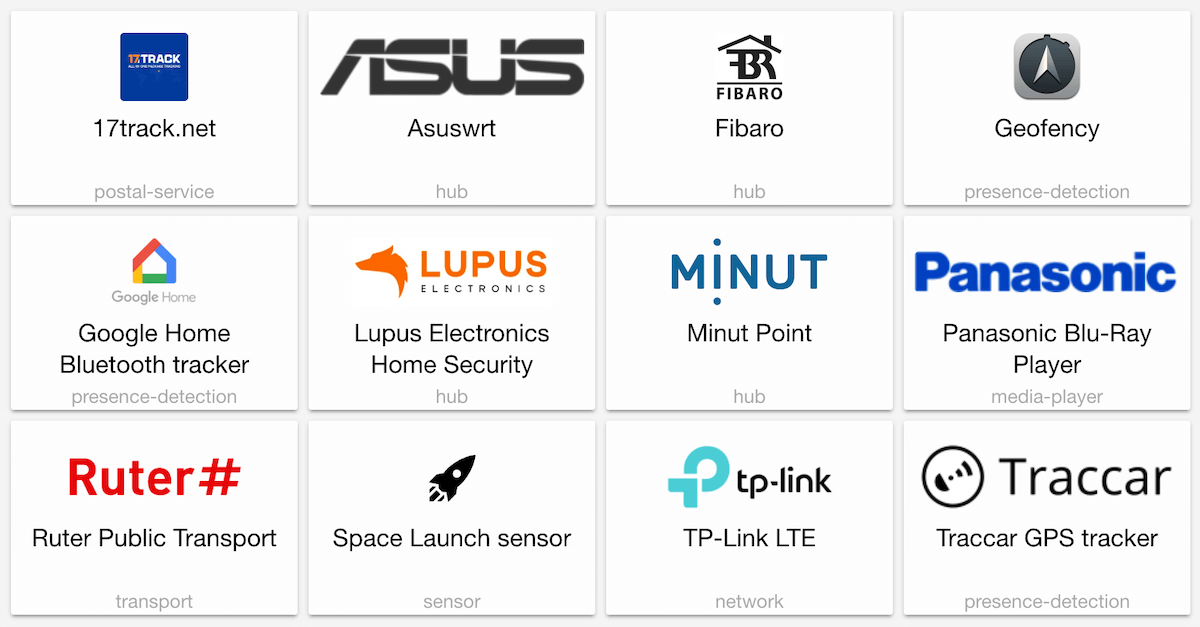 17TRACK
ALL-IN-ONE PACKAGE TRACKING
17track.net
postal-service
ASUS
Asuswrt
hub
FIBARO
Fibaro
hub
Geofency
presence-detection
Google Home
Google Home
Bluetooth tracker
presence-detection
LUPUS
ELECTRONICS
Lupus Electronics
Home Security
hub
MINUT
Minut Point
hub
Panasonic
Panasonic Blu-Ray
Player
media-player
Ruter#
Ruter Public Transport
transport
Space Launch sensor
sensor
tp-link
TP-Link LTE
network
Traccar
Traccar GPS tracker
presence-detection